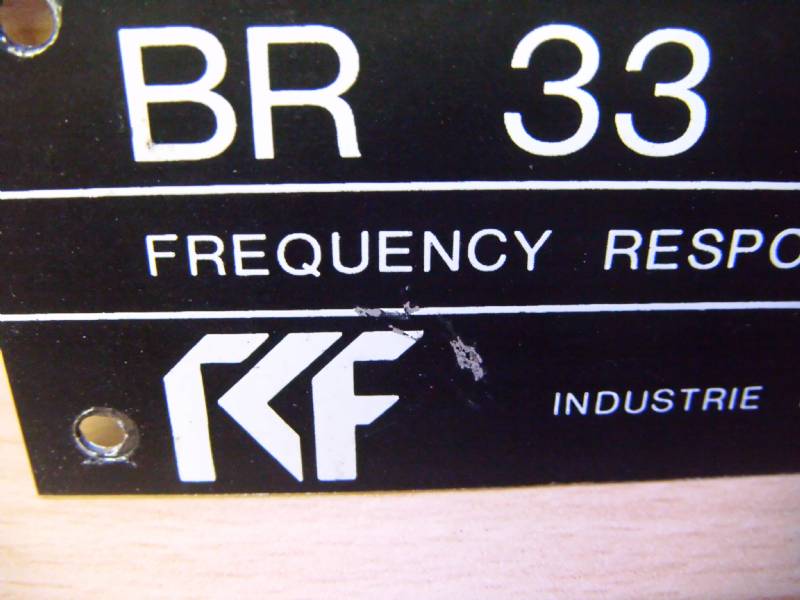 BR 33
FREQUENCY RESPO
RCF
INDUSTRIE